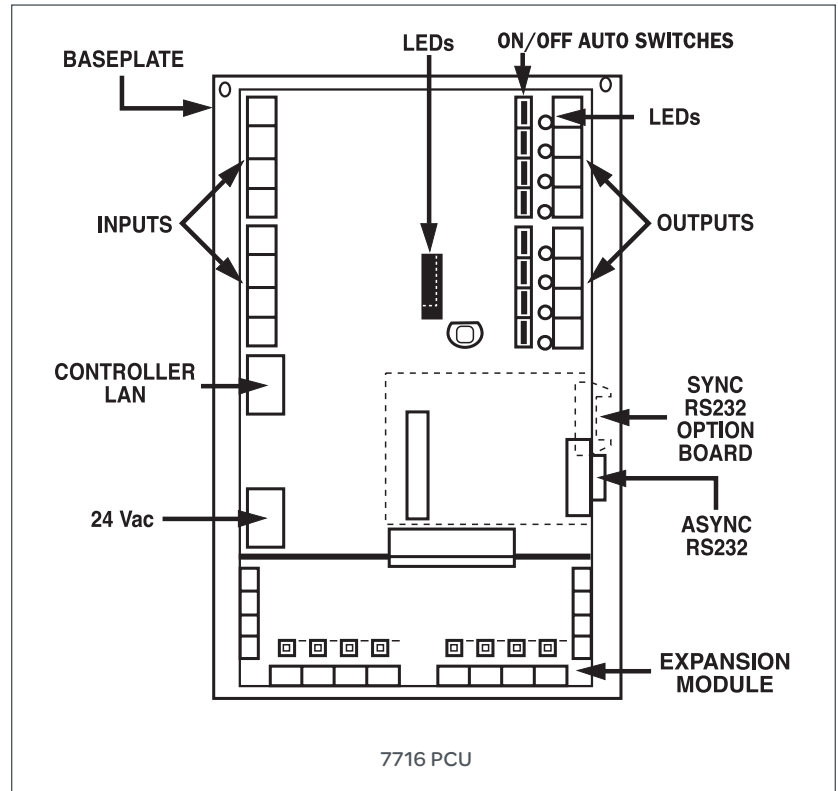 BASEPLATE
LEDs
ON/OFF AUTO SWITCHES
LEDs
INPUTS
OUTPUTS
CONTROLLER
LAN
SYNC
RS232
OPTION
BOARD
24 Vac
ASYNC
RS232
EXPANSION
MODULE
7716 PCU